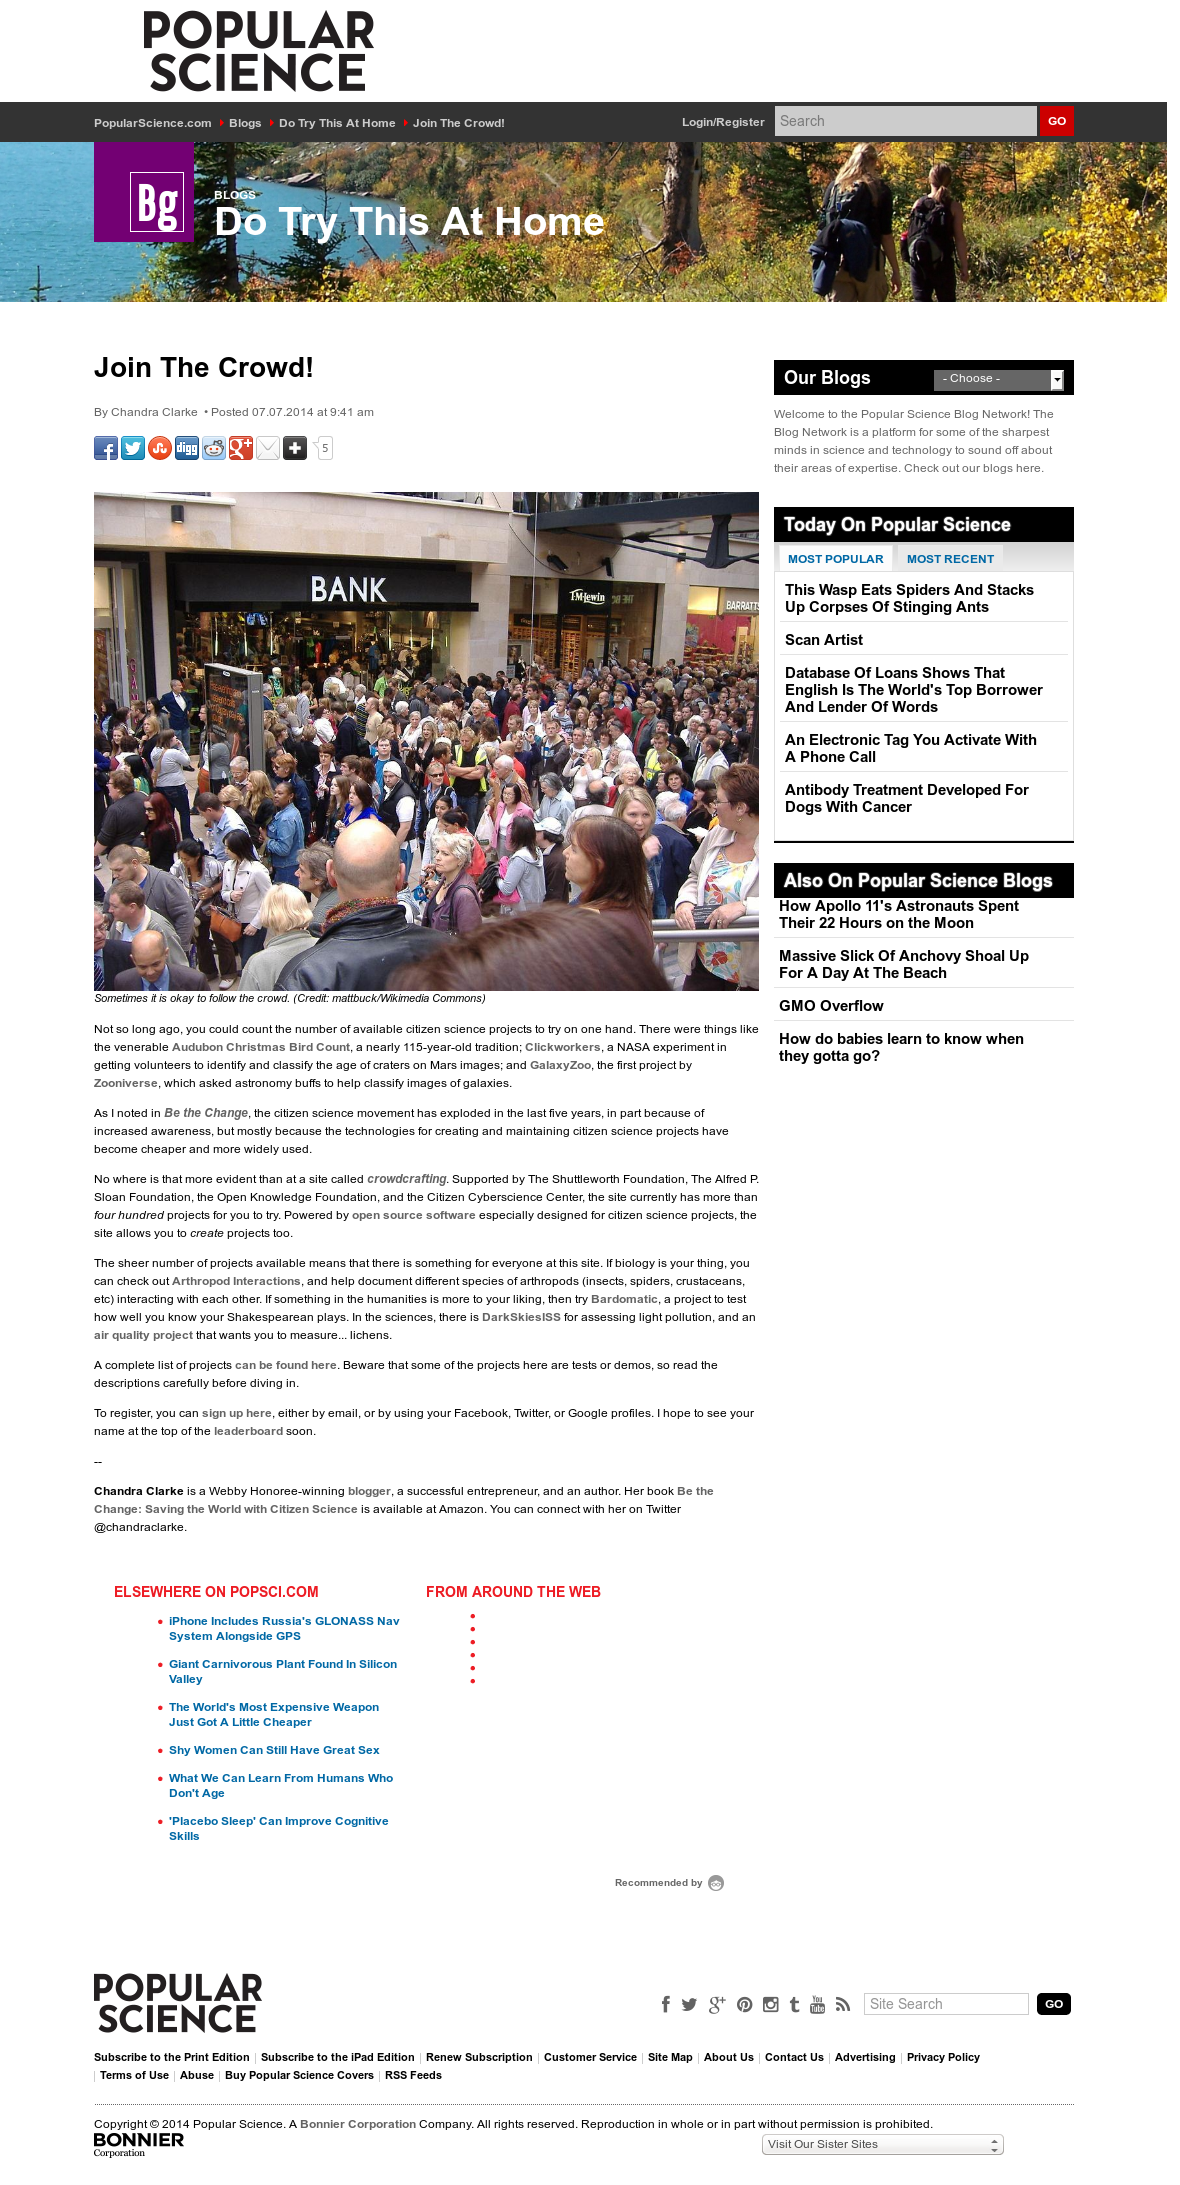 POPULAR
SCIENCE
PopularScience.com Blogs Do Try This At Home Join The Crowd!
Login/Register Search GO
Bg
BLOGS
Do Try This At Home
Join The Crowd!
By Chandra Clarke • Posted 07.07.2014 at 9:41 am
digg 5
BANK
T.M.Lewin
BARRATTS
Sometimes it is okay to follow the crowd. (Credit: mattbuck/Wikimedia Commons)
Not so long ago, you could count the number of available citizen science projects to try on one hand. There were things like
the venerable Audubon Christmas Bird Count, a nearly 115-year-old tradition; Clickworkers, a NASA experiment in
getting volunteers to identify and classify the age of craters on Mars images; and GalaxyZoo, the first project by
Zooniverse, which asked astronomy buffs to help classify images of galaxies.
As I noted in Be the Change, the citizen science movement has exploded in the last five years, in part because of
increased awareness, but mostly because the technologies for creating and maintaining citizen science projects have
become cheaper and more widely used.
No where is that more evident than at a site called crowdcrafting. Supported by The Shuttleworth Foundation, The Alfred P.
Sloan Foundation, the Open Knowledge Foundation, and the Citizen Cyberscience Center, the site currently has more than
four hundred projects for you to try. Powered by open source software especially designed for citizen science projects, the
site allows you to create projects too.
The sheer number of projects available means that there is something for everyone at this site. If biology is your thing, you
can check out Arthropod Interactions, and help document different species of arthropods (insects, spiders, crustaceans,
etc) interacting with each other. If something in the humanities is more to your liking, then try Bardomatic, a project to test
how well you know your Shakespearean plays. In the sciences, there is DarkSkiesISS for assessing light pollution, and an
air quality project that wants you to measure... lichens.
A complete list of projects can be found here. Beware that some of the projects here are tests or demos, so read the
descriptions carefully before diving in.
To register, you can sign up here, either by email, or by using your Facebook, Twitter, or Google profiles. I hope to see your
name at the top of the leaderboard soon.
--
Chandra Clarke is a Webby Honoree-winning blogger, a successful entrepreneur, and an author. Her book Be the
Change: Saving the World with Citizen Science is available at Amazon. You can connect with her on Twitter
@chandraclarke.
Our Blogs - Choose -
Welcome to the Popular Science Blog Network! The
Blog Network is a platform for some of the sharpest
minds in science and technology to sound off about
their areas of expertise. Check out our blogs here.
Today On Popular Science
MOST POPULAR MOST RECENT
This Wasp Eats Spiders And Stacks
Up Corpses Of Stinging Ants
Scan Artist
Database Of Loans Shows That
English Is The World's Top Borrower
And Lender Of Words
An Electronic Tag You Activate With
A Phone Call
Antibody Treatment Developed For
Dogs With Cancer
Also On Popular Science Blogs
How Apollo 11's Astronauts Spent
Their 22 Hours on the Moon
Massive Slick Of Anchovy Shoal Up
For A Day At The Beach
GMO Overflow
How do babies learn to know when
they gotta go?
ELSEWHERE ON POPSCI.COM
iPhone Includes Russia's GLONASS Nav
System Alongside GPS
Giant Carnivorous Plant Found In Silicon
Valley
The World's Most Expensive Weapon
Just Got A Little Cheaper
Shy Women Can Still Have Great Sex
What We Can Learn From Humans Who
Don't Age
'Placebo Sleep' Can Improve Cognitive
Skills
FROM AROUND THE WEB
Recommended by
POPULAR
SCIENCE
You Tube
Site Search GO
Subscribe to the Print Edition Subscribe to the iPad Edition Renew Subscription Customer Service Site Map About Us Contact Us Advertising Privacy Policy
Terms of Use Abuse Buy Popular Science Covers RSS Feeds
Copyright © 2014 Popular Science. A Bonnier Corporation Company. All rights reserved. Reproduction in whole or in part without permission is prohibited.
BONNIER
Corporation
Visit Our Sister Sites